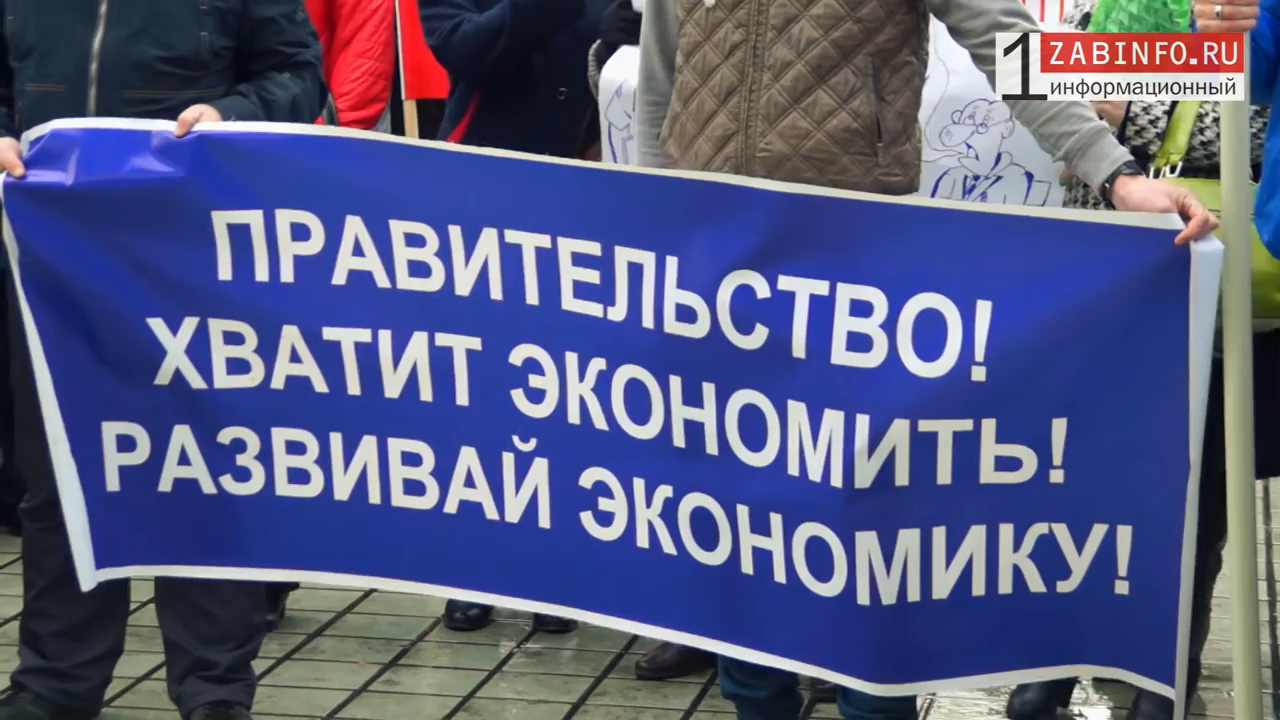 1 ZABINFO.RU
информационный
ПРАВИТЕЛЬСТВО!
ХВАТИТ ЭКОНОМИТЬ!
РАЗВИВАЙ ЭКОНОМИКУ!